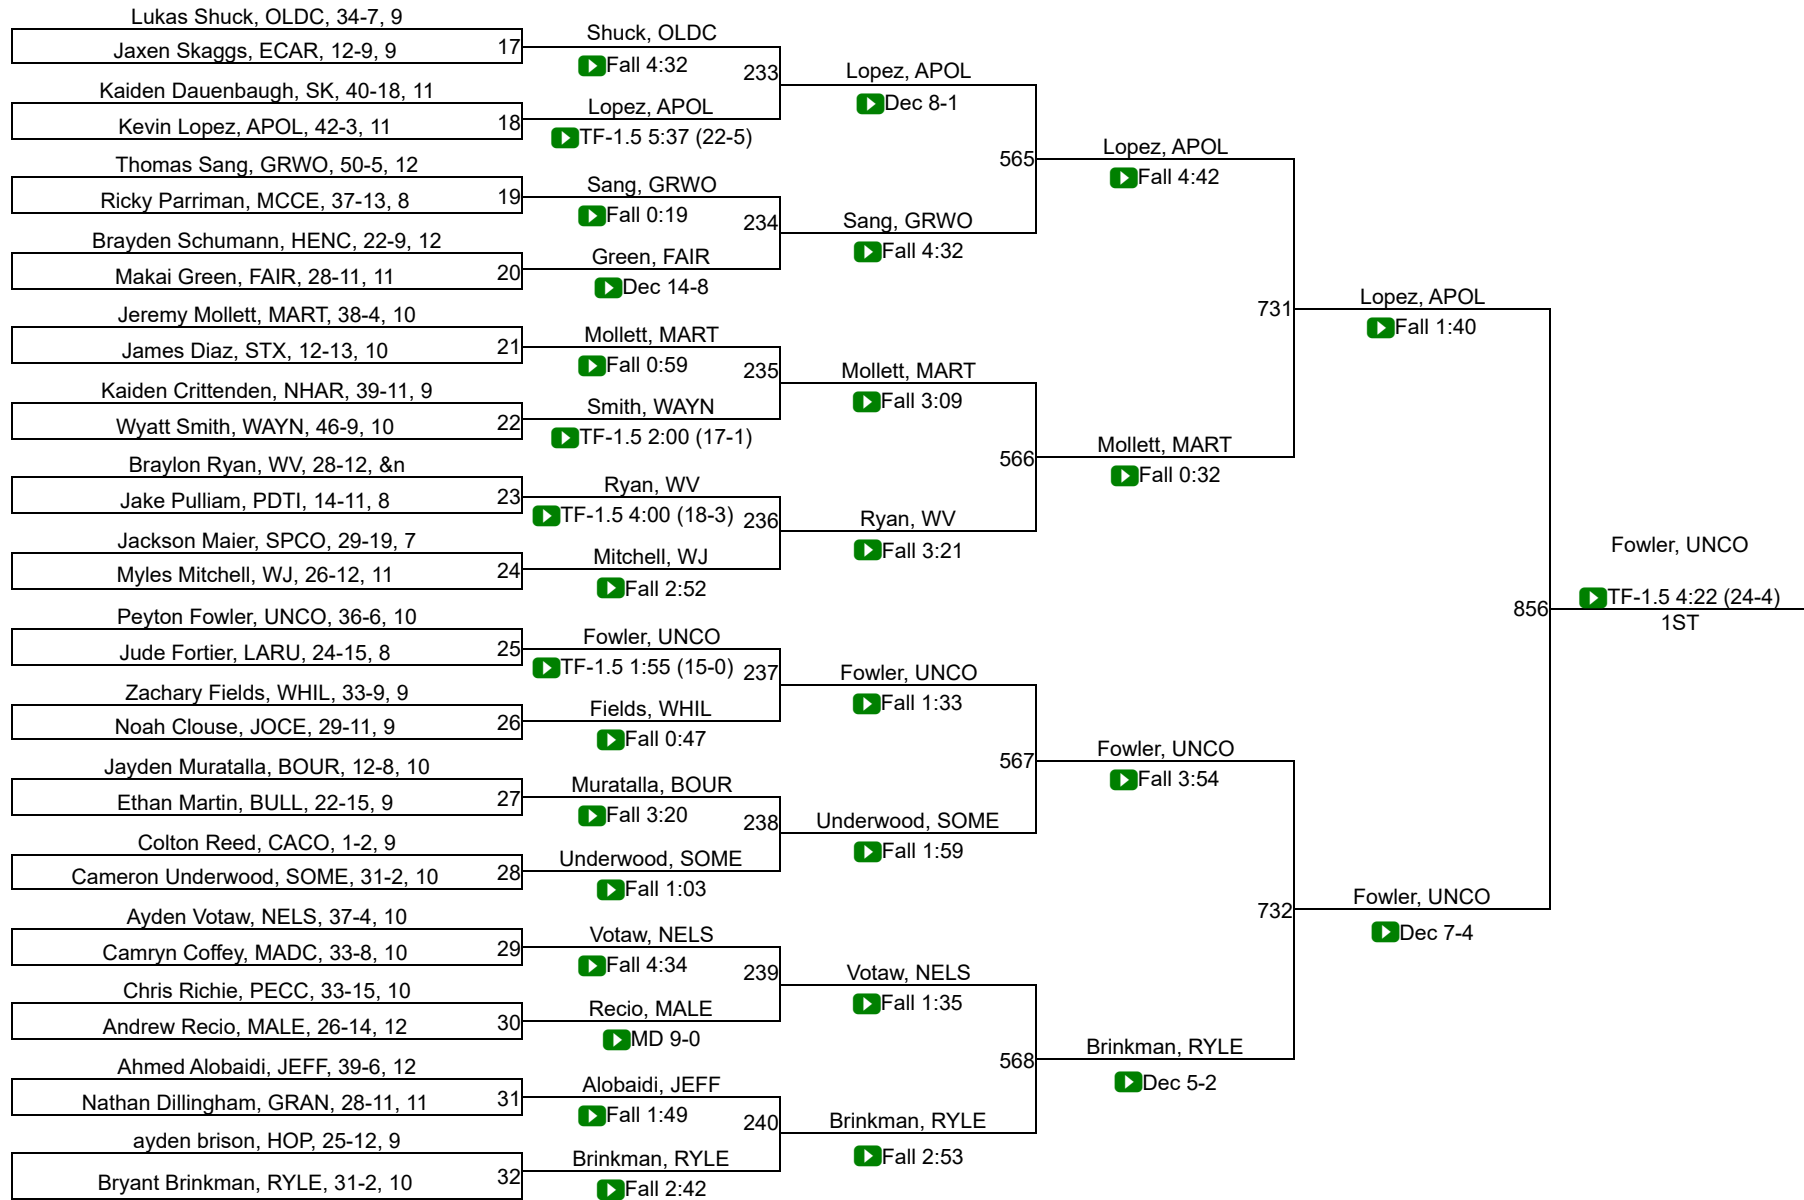 Lukas Shuck, OLDC, 34-7, 9
Jaxen Skaggs, ECAR, 12-9, 9
17
Kaiden Dauenbaugh, SK, 40-18, 11
Kevin Lopez, APOL, 42-3, 11
18
Thomas Sang, GRWO, 50-5, 12
Ricky Parriman, MCCE, 37-13, 8
19
Brayden Schumann, HENC, 22-9, 12
Makai Green, FAIR, 28-11, 11
20
Jeremy Mollett, MART, 38-4, 10
James Diaz, STX, 12-13, 10
21
Kaiden Crittenden, NHAR, 39-11, 9
Wyatt Smith, WAYN, 46-9, 10
22
Braylon Ryan, WV, 28-12, &n
Jake Pulliam, PDTI, 14-11, 8
23
Jackson Maier, SPCO, 29-19, 7
Myles Mitchell, WJ, 26-12, 11
24
Peyton Fowler, UNCO, 36-6, 10
Jude Fortier, LARU, 24-15, 8
25
Zachary Fields, WHIL, 33-9, 9
Noah Clouse, JOCE, 29-11, 9
26
Jayden Muratalla, BOUR, 12-8, 10
Ethan Martin, BULL, 22-15, 9
27
Colton Reed, CACO, 1-2, 9
Cameron Underwood, SOME, 31-2, 10
28
Ayden Votaw, NELS, 37-4, 10
Camryn Coffey, MADC, 33-8, 10
29
Chris Richie, PECC, 33-15, 10
Andrew Recio, MALE, 26-14, 12
30
Ahmed Alobaidi, JEFF, 39-6, 12
Nathan Dillingham, GRAN, 28-11, 11
31
ayden brison, HOP, 25-12, 9
Bryant Brinkman, RYLE, 31-2, 10
32
Shuck, OLDC
Fall 4:32
233
Lopez, APOL
TF-1.5 5:37 (22-5)
Sang, GRWO
Fall 0:19
234
Green, FAIR
Dec 14-8
Mollett, MART
Fall 0:59
235
Smith, WAYN
TF-1.5 2:00 (17-1)
Ryan, WV
TF-1.5 4:00 (18-3)
236
Mitchell, WJ
Fall 2:52
Fowler, UNCO
TF-1.5 1:55 (15-0)
237
Fields, WHIL
Fall 0:47
Muratalla, BOUR
Fall 3:20
238
Underwood, SOME
Fall 1:03
Votaw, NELS
Fall 4:34
239
Recio, MALE
MD 9-0
Alobaidi, JEFF
Fall 1:49
240
Brinkman, RYLE
Fall 2:42
Lopez, APOL
Dec 8-1
565
Sang, GRWO
Fall 4:32
Mollett, MART
Fall 3:09
566
Ryan, WV
Fall 3:21
Fowler, UNCO
Fall 1:33
567
Underwood, SOME
Fall 1:59
Votaw, NELS
Fall 1:35
568
Brinkman, RYLE
Fall 2:53
Lopez, APOL
Fall 4:42
731
Mollett, MART
Fall 0:32
Fowler, UNCO
Fall 3:54
732
Brinkman, RYLE
Dec 5-2
Lopez, APOL
Fall 1:40
856
Fowler, UNCO
Dec 7-4
Fowler, UNCO
TF-1.5 4:22 (24-4)
1ST